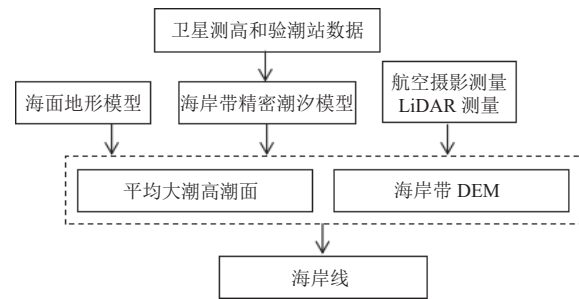 卫星测高和验潮站数据
海面地形模型
海岸带精密潮汐模型
航空摄影测量
LiDAR 测量
平均大潮高潮面
海岸带 DEM
海岸线